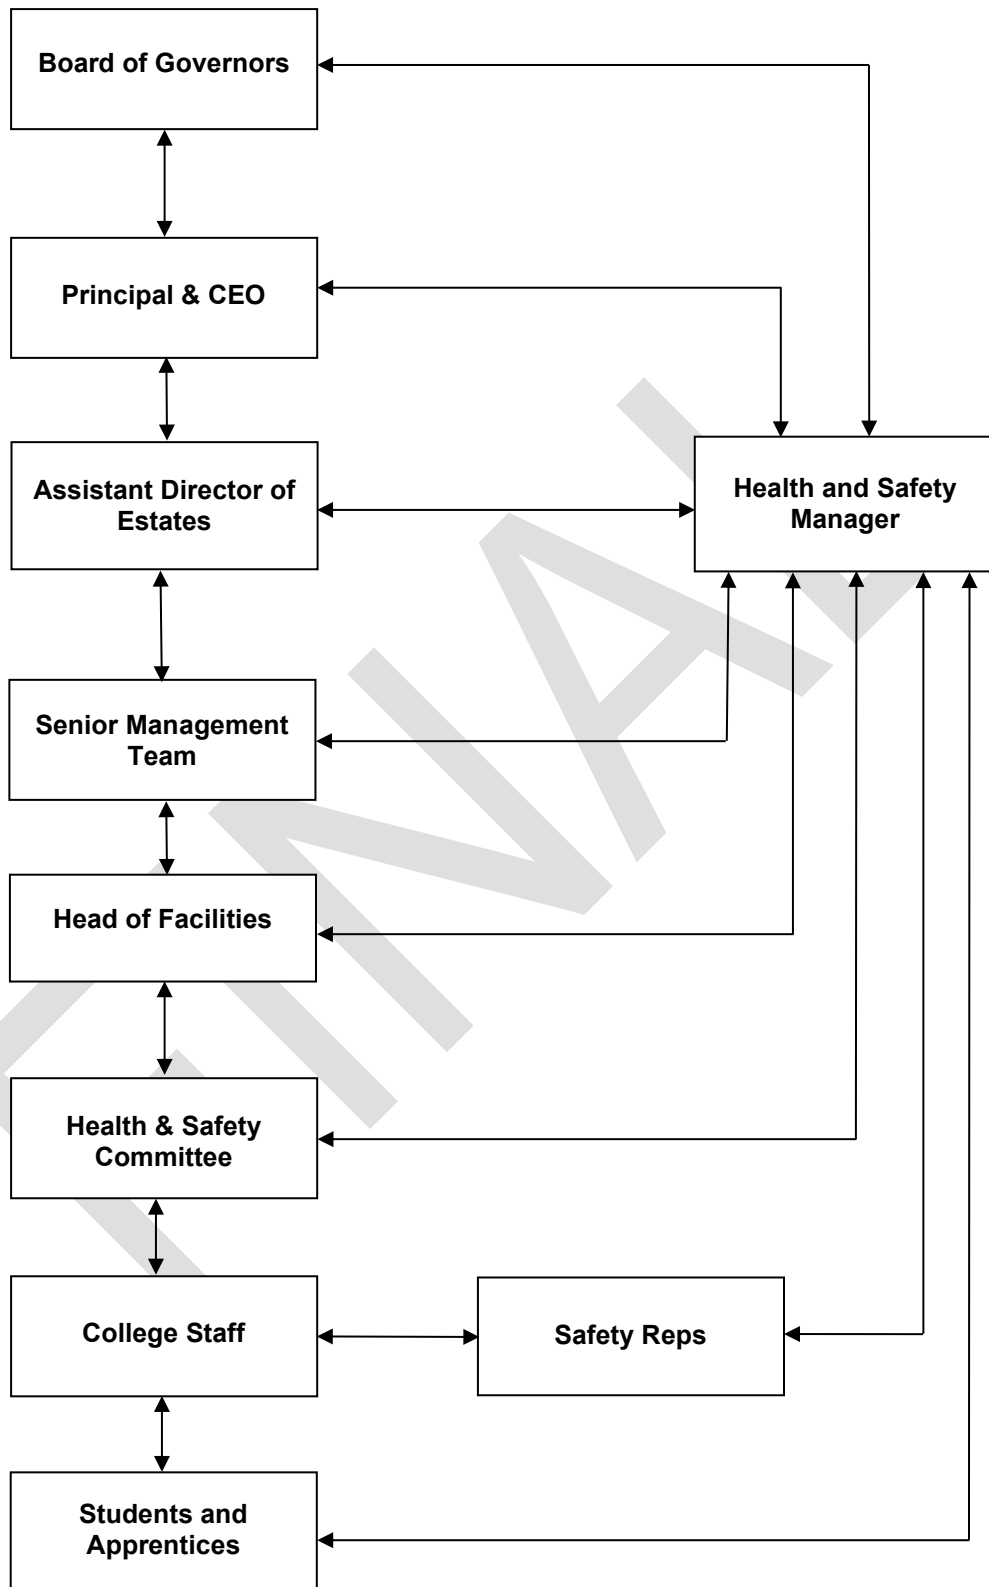 Board of Governors
Principal & CEO
Assistant Director of
Estates
Health and Safety
Manager
Senior Management
Team
Head of Facilities
Health & Safety
Committee
College Staff
Safety Reps
Students and
Apprentices
FINAL